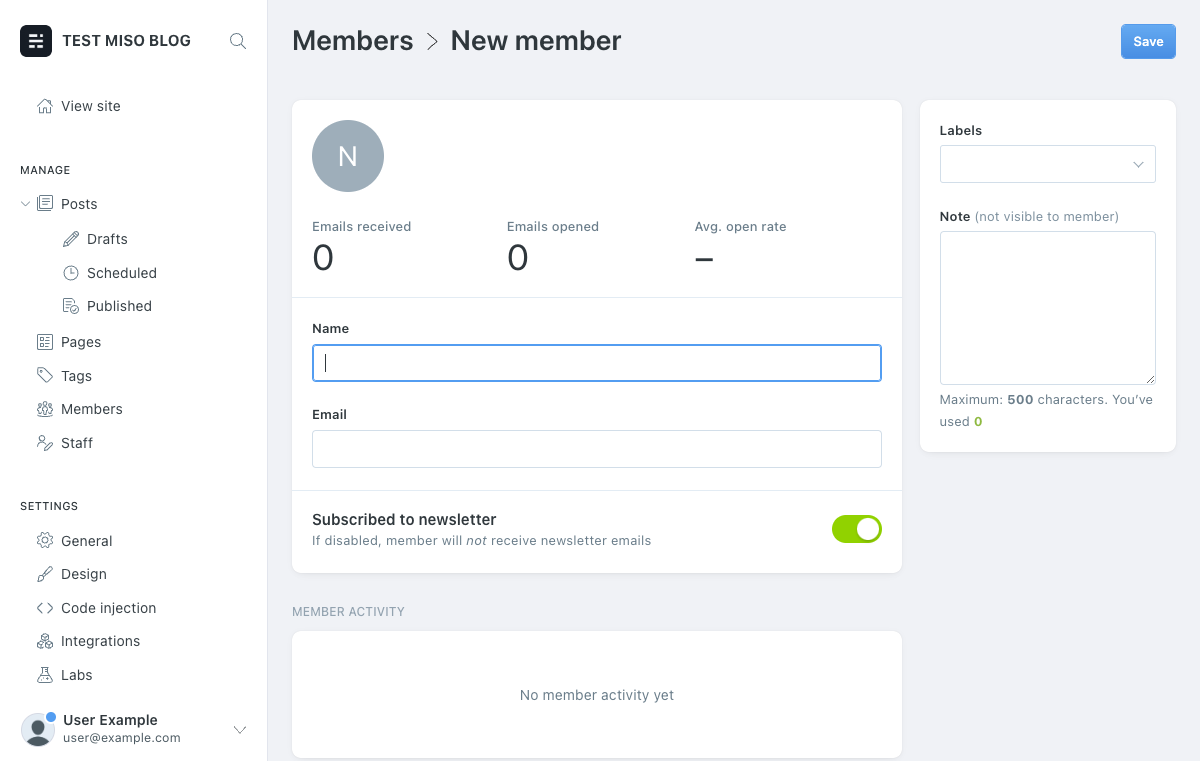 TEST MISO BLOG
View site
MANAGE
Posts
Drafts
Scheduled
Published
Pages
Tags
Members
Staff
SETTINGS
General
Design
Code injection
Integrations
Labs
User Example
user@example.com
Members > New member
Save
N
Emails received
0
Emails opened
0
Avg. open rate
–
Name
Email
Subscribed to newsletter
If disabled, member will not receive newsletter emails
MEMBER ACTIVITY
No member activity yet
Labels
Note (not visible to member)
Maximum: 500 characters. You’ve
used 0